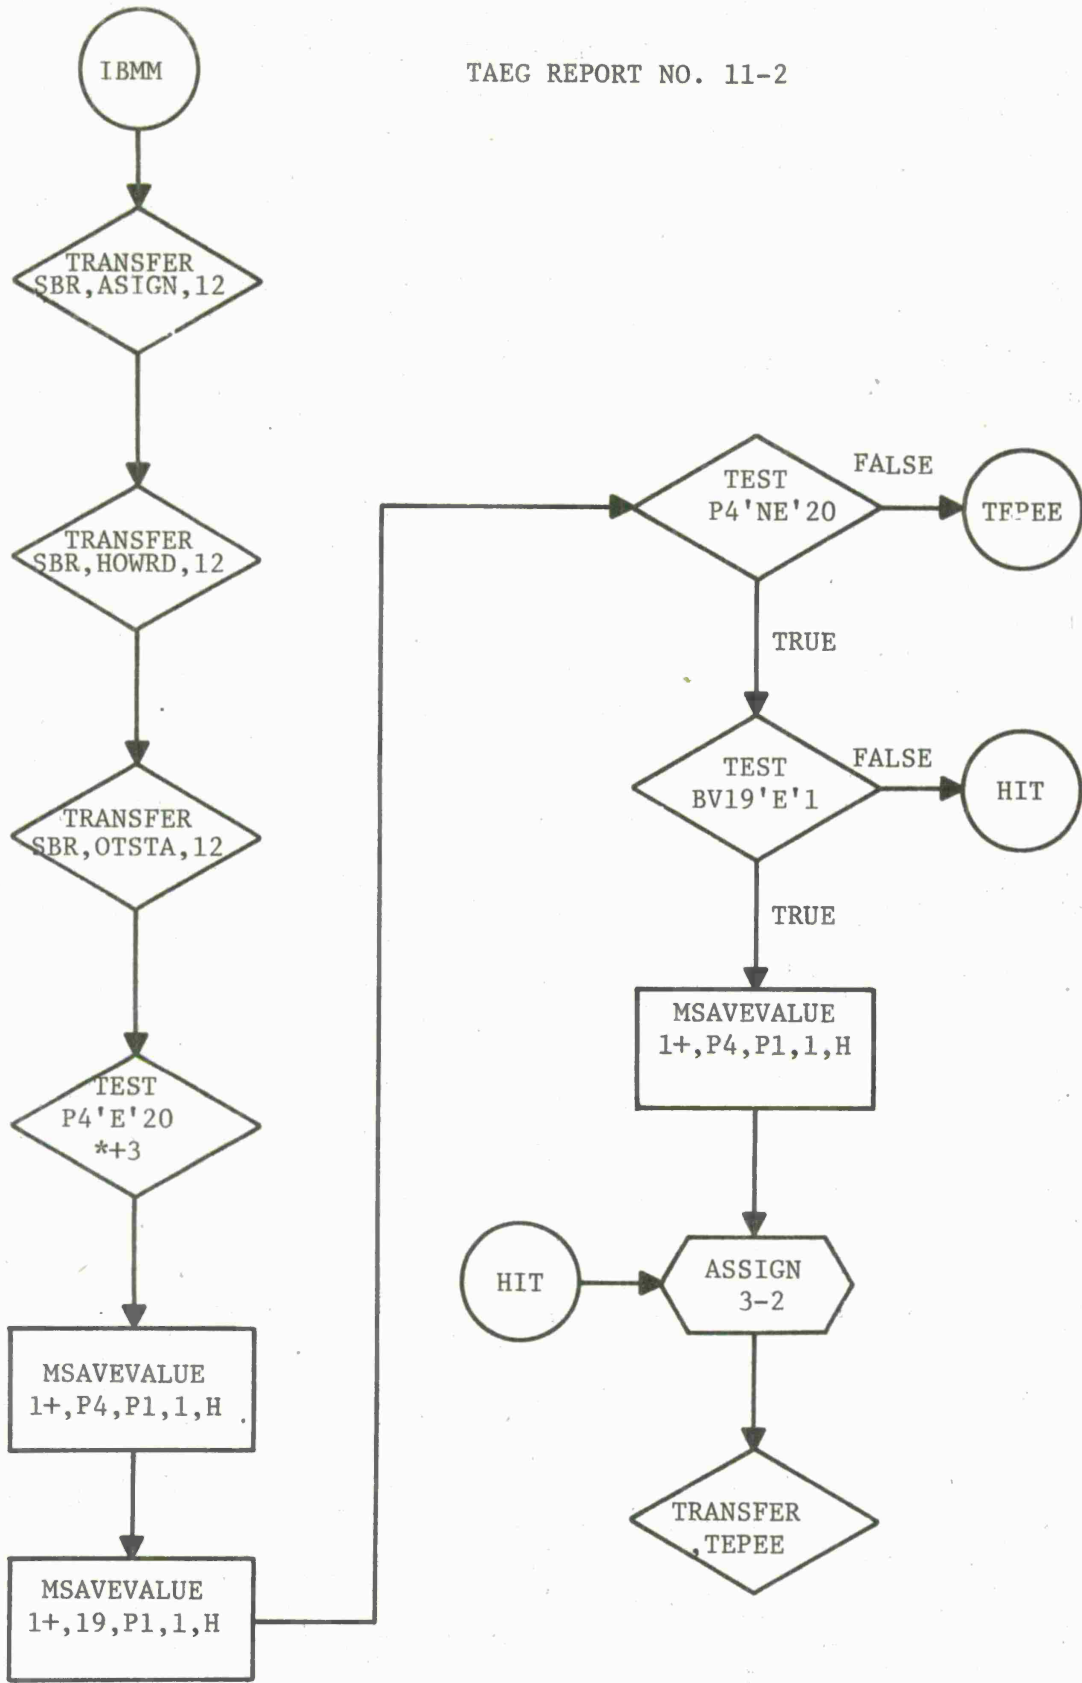 TAEG REPORT NO. 11-2
IBMM
TRANSFER
SBR,ASIGN,12
TRANSFER
SBR,HOWRD,12
TRANSFER
SBR,OTSTA,12
TEST
P4'E'20
*+3
MSAVEVALUE
1+,P4,P1,1,H
MSAVEVALUE
1+,19,P1,1,H
TEST
P4'NE'20
FALSE
TEPEE
TRUE
TEST
BV19'E'1
FALSE
HIT
TRUE
MSAVEVALUE
1+,P4,P1,1,H
HIT
ASSIGN
3-2
TRANSFER
,TEPEE